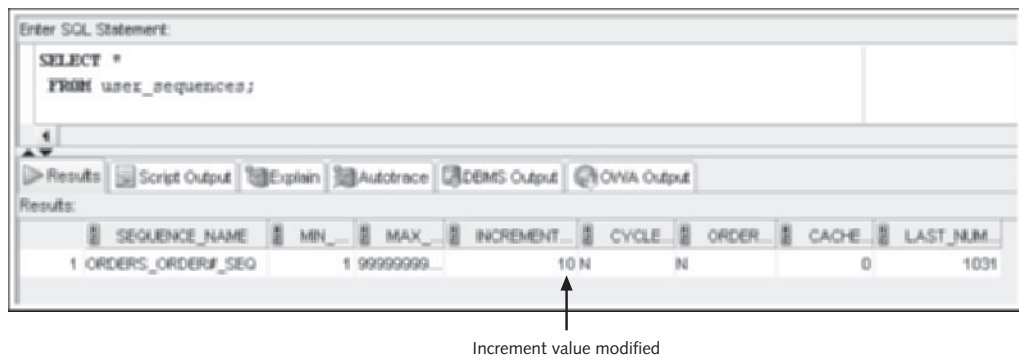 Enter SQL Statement:
SELECT *
FROM user_sequences;
Results Script Output Explain Autotrace DBMS Output OWA Output
Results:
SEQUENCE_NAME MIN_... MAX_... INCREMENT... CYCLE... ORDER... CACHE... LAST_NUM...
1 ORDERS_ORDER#_SEQ 1 99999999... 10 N N 0 1031
Increment value modified